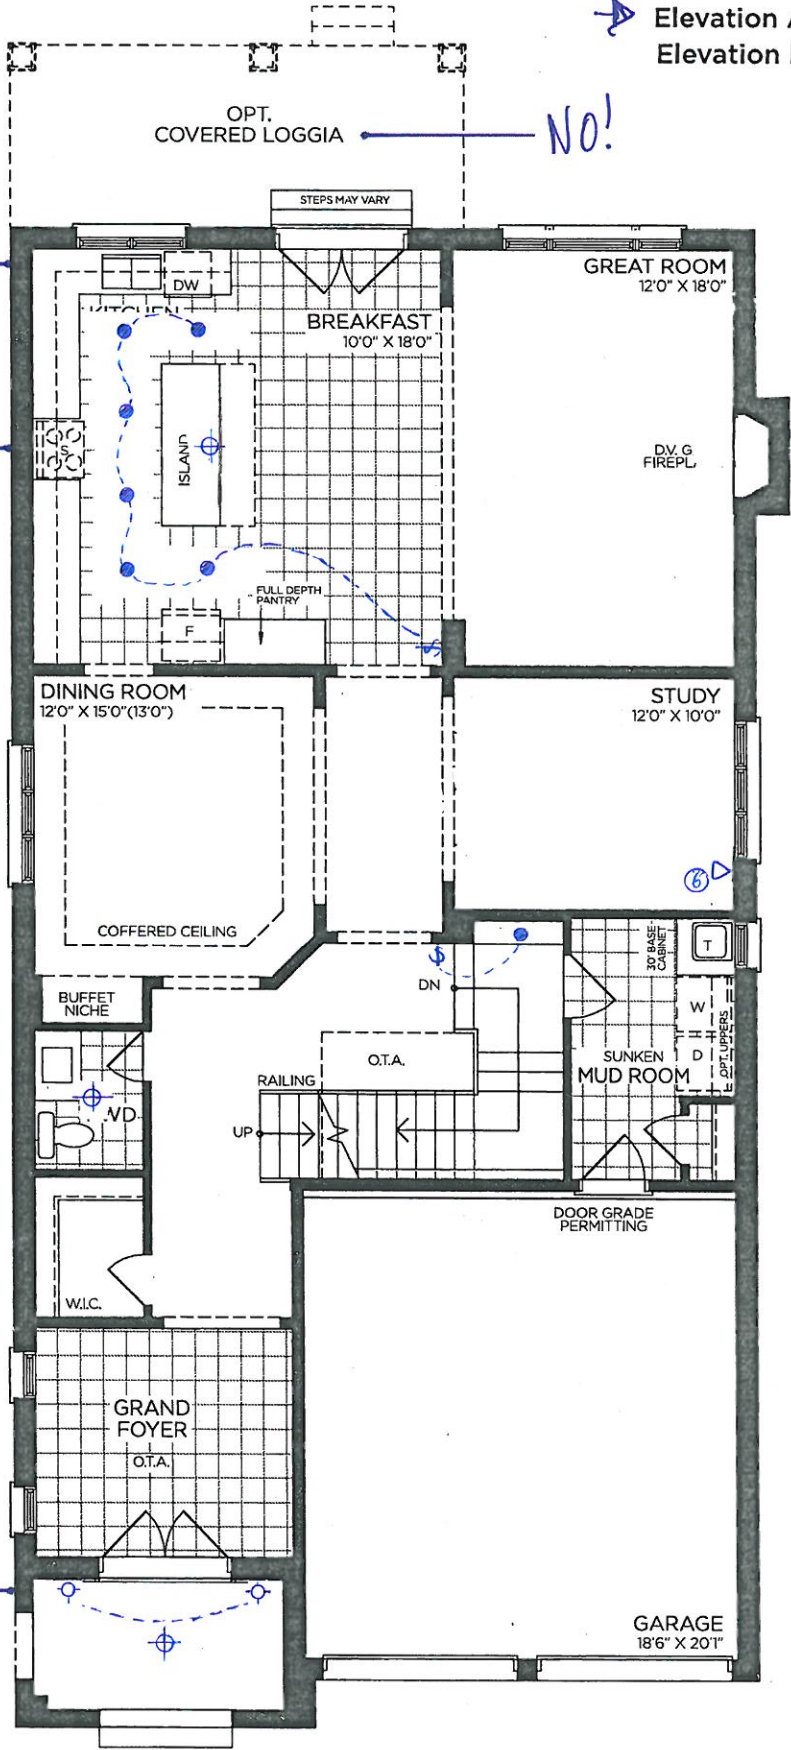 Elevation
Elevation
OPT.
COVERED LOGGIA
NO!
STEPS MAY VARY
DW
KITCHEN
BREAKFAST
10'0" X 18'0"
GREAT ROOM
12'0" X 18'0"
ISLAND
S
D.V. G
FIREPL.
FULL DEPTH
PANTRY
F
$
DINING ROOM
12'0" X 15'0"(13'0")
STUDY
12'0" X 10'0"
6
COFFERED CEILING
$
DN
30" BASE
CABINET
T
W
D
OPT. UPPERS
BUFFET
NICHE
O.T.A.
SUNKEN
MUD ROOM
RAILING
UP
DOOR GRADE
PERMITTING
W.I.C.
GRAND
FOYER
O.T.A.
GARAGE
18'6" X 20'1"